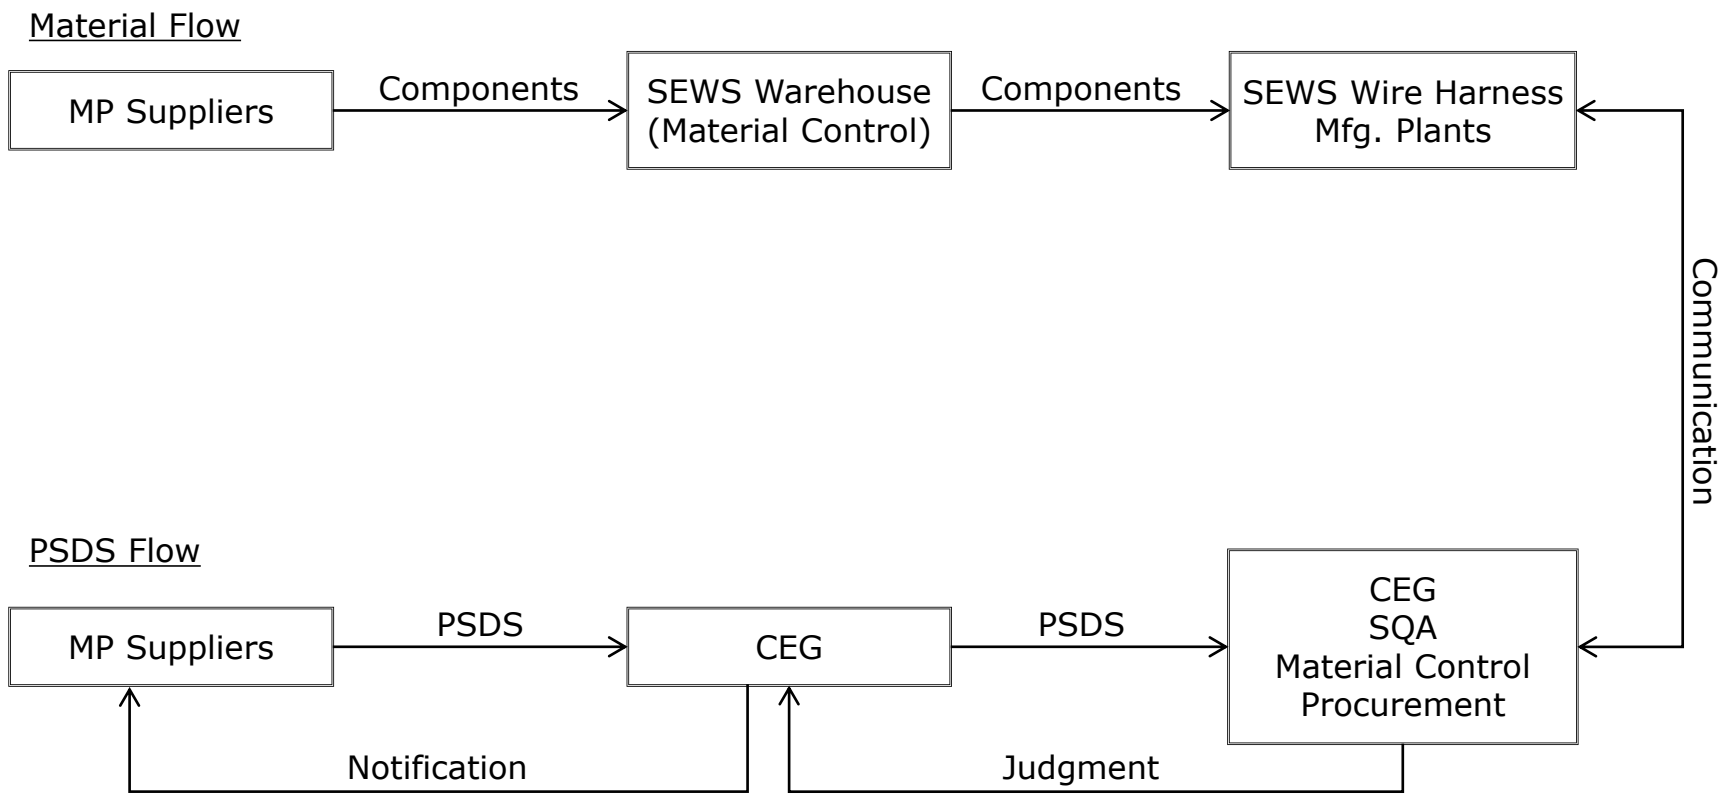 Material Flow
MP Suppliers
Components
SEWS Warehouse
(Material Control)
Components
SEWS Wire Harness
Mfg. Plants
Communication
PSDS Flow
MP Suppliers
PSDS
CEG
PSDS
CEG
SQA
Material Control
Procurement
Notification
Judgment